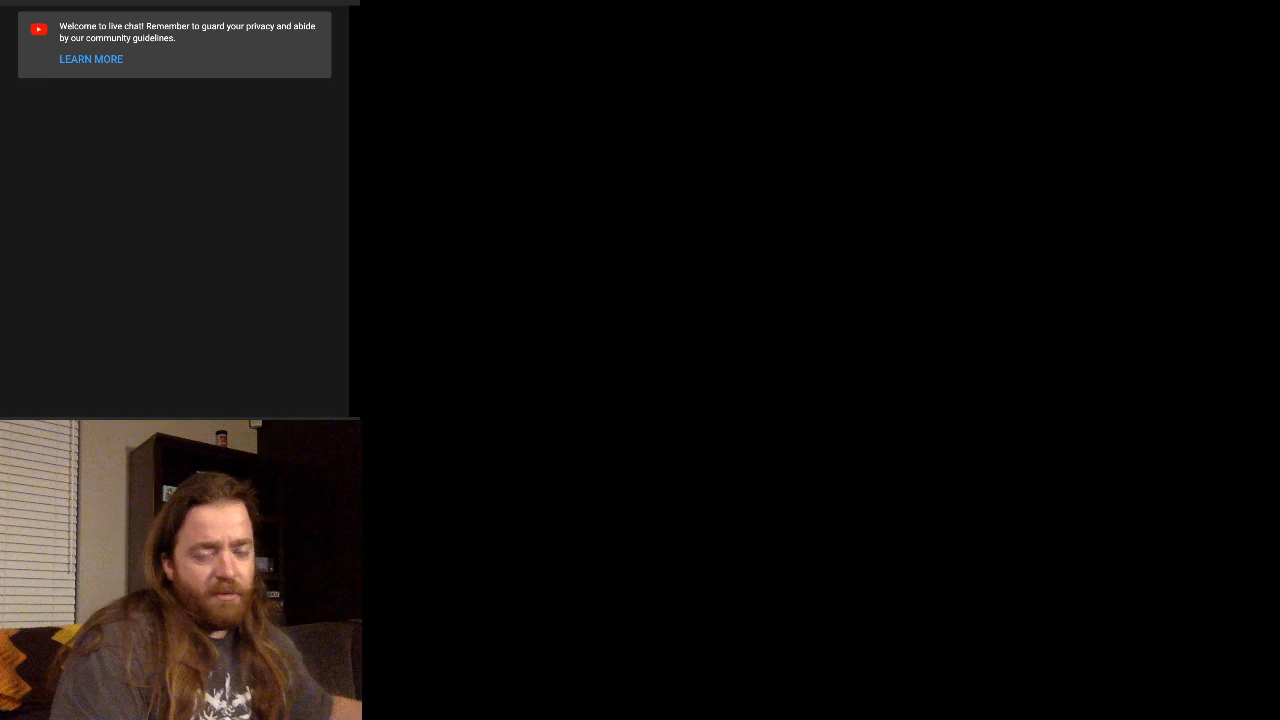 Welcome to live chat! Remember to guard your privacy and abide
by our community guidelines.
LEARN MORE